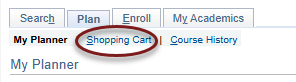 Search Plan Enroll My Academics
My Planner Shopping Cart | Course History
My Planner